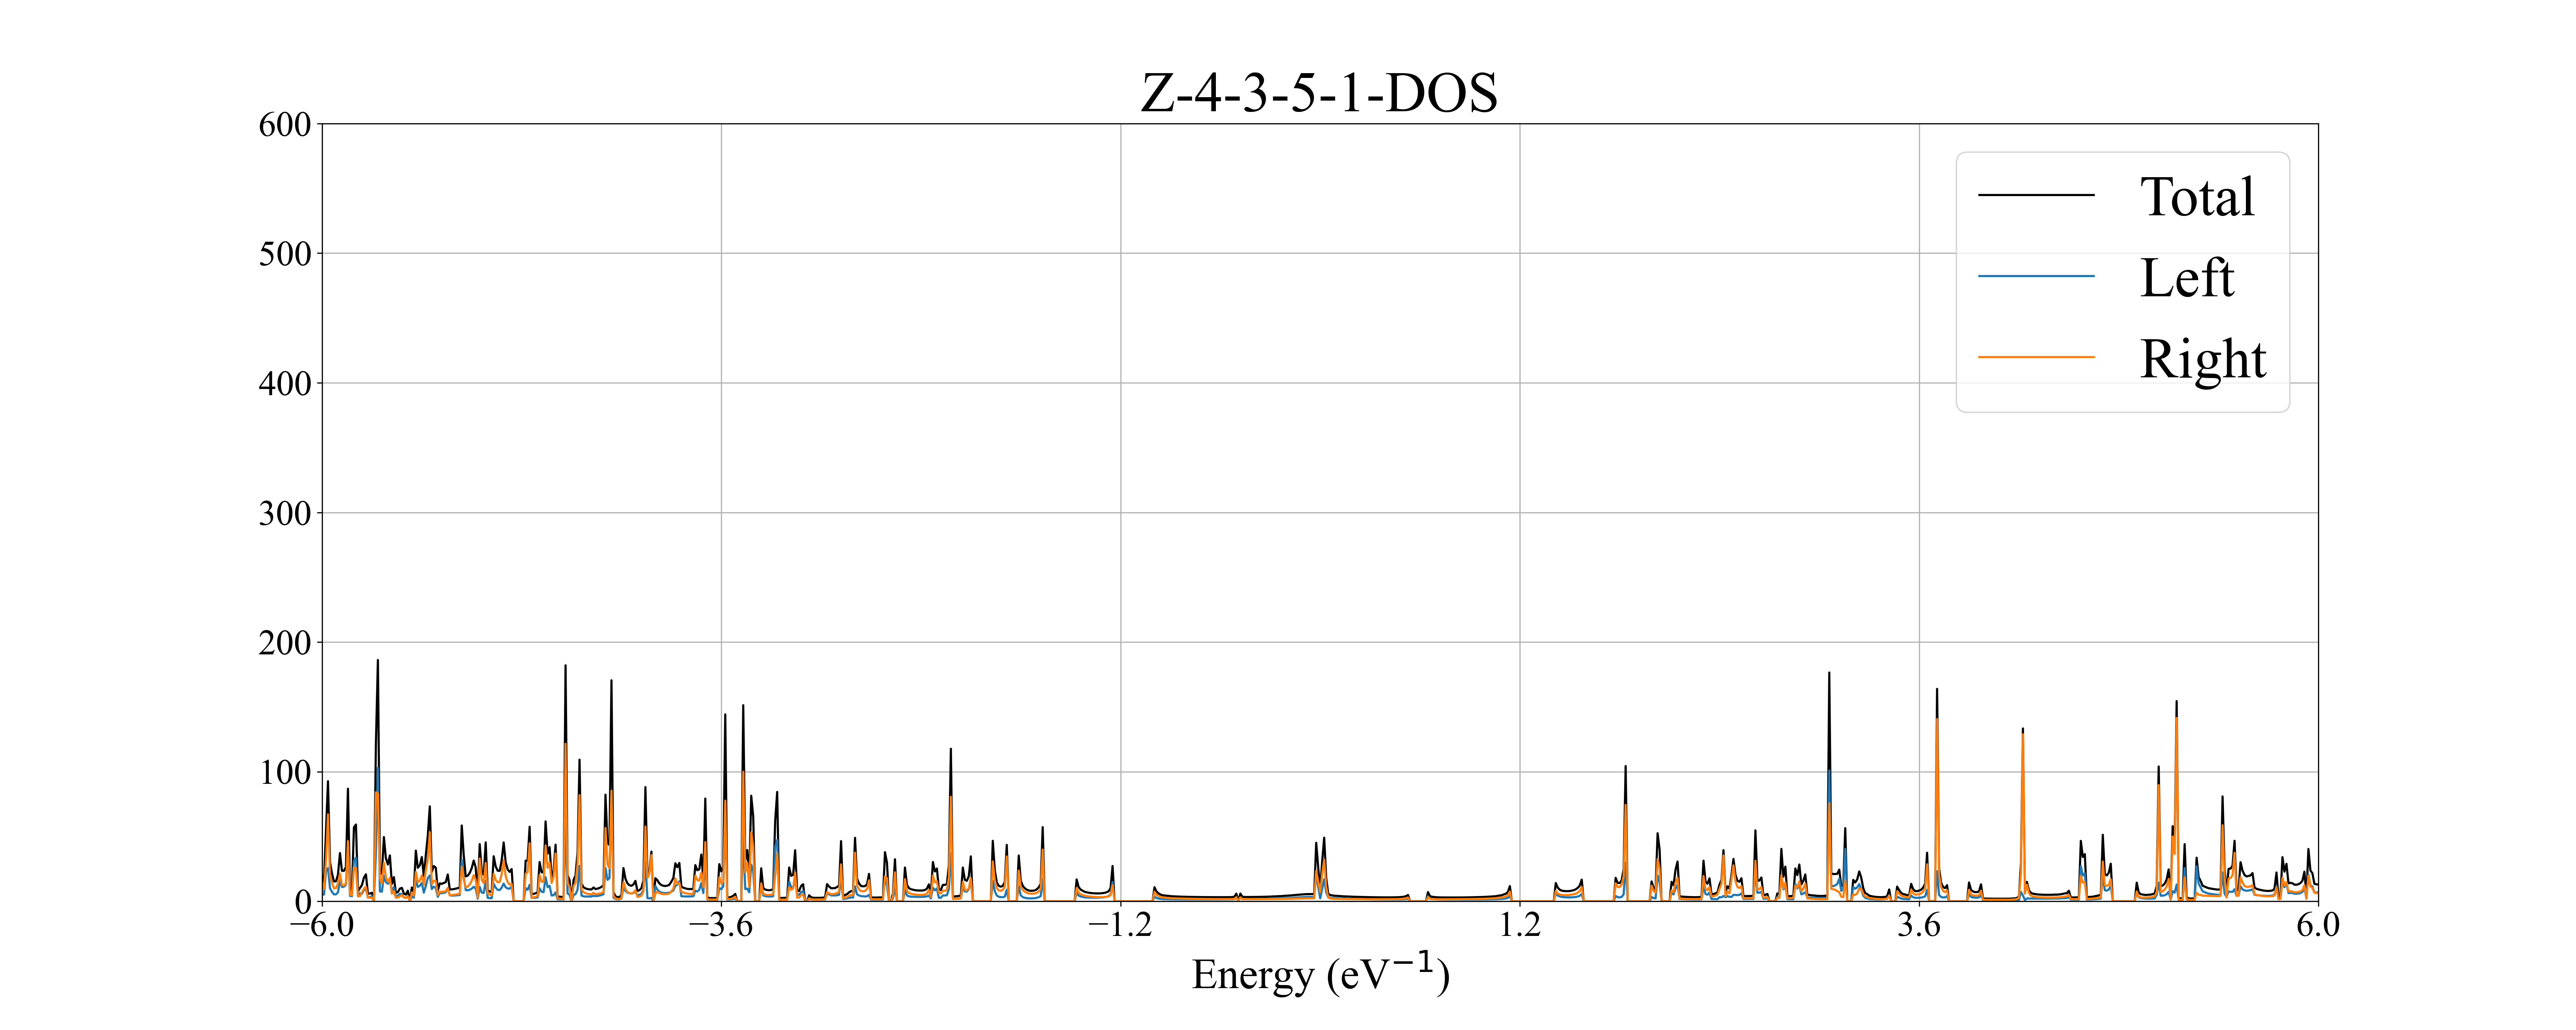 Z-4-3-5-1-DOS
600
500
400
300
200
100
0
−6.0
−3.6
−1.2
1.2
3.6
6.0
Energy (eV⁻¹)
Total
Left
Right